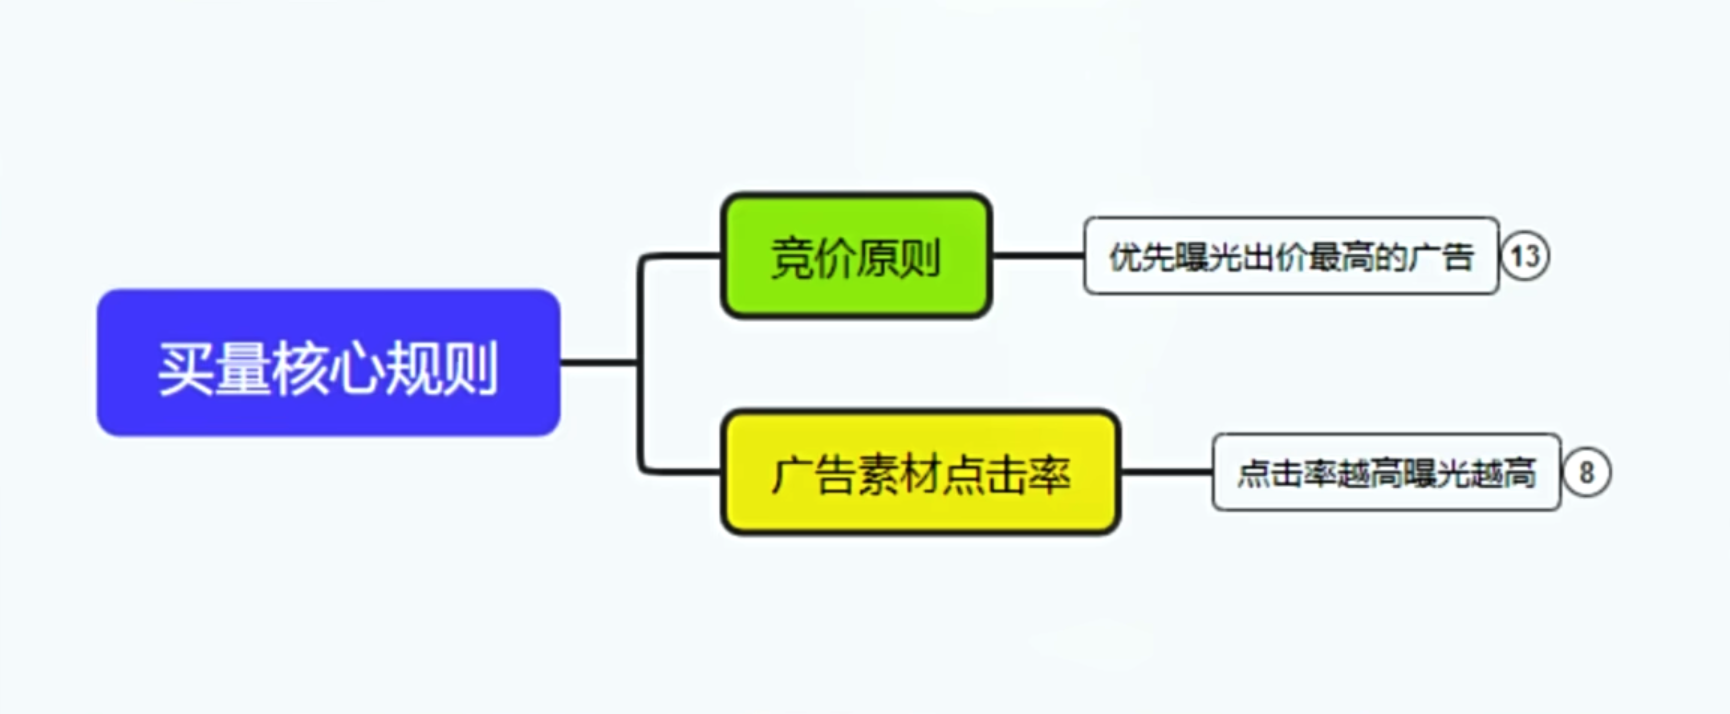 买量核心规则
竞价原则
优先曝光出价最高的广告
13
广告素材点击率
点击率越高曝光越高
8